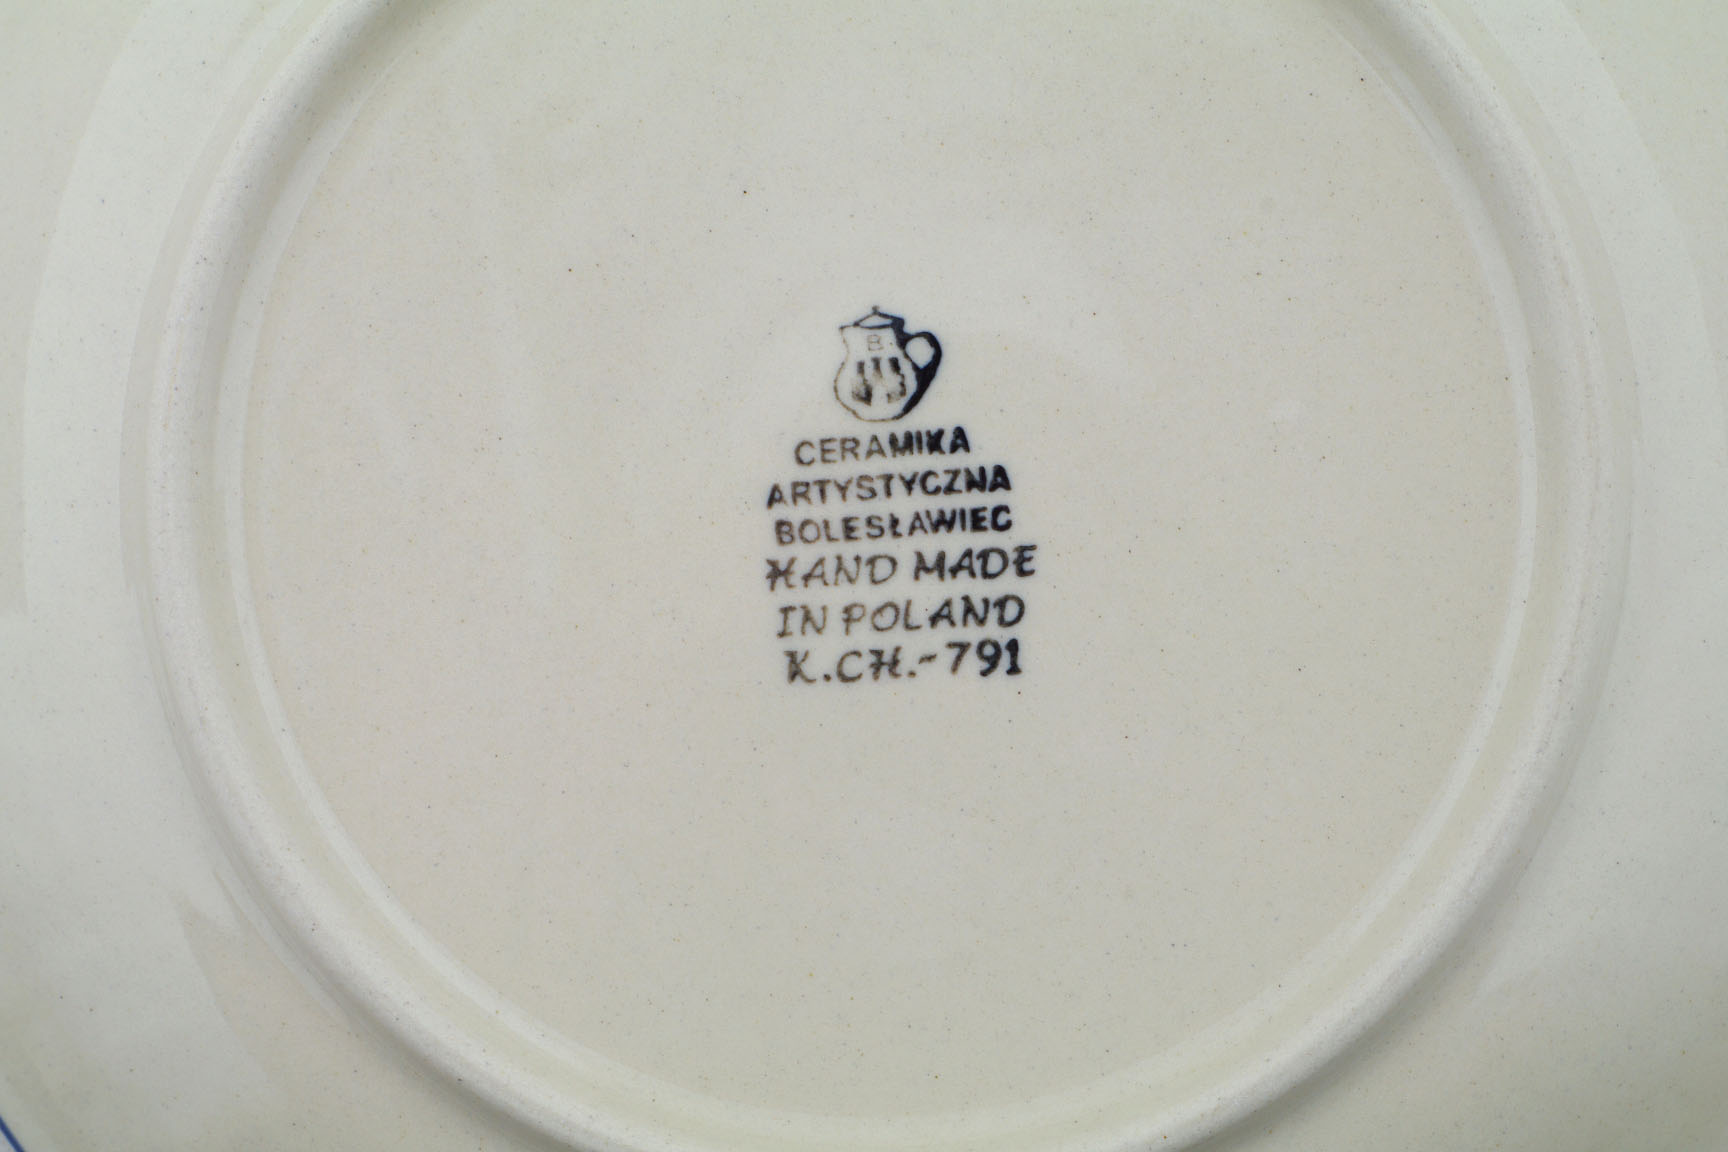 B
CERAMIKA
ARTYSTYCZNA
BOLESŁAWIEC
HAND MADE
IN POLAND
K.CH.-791